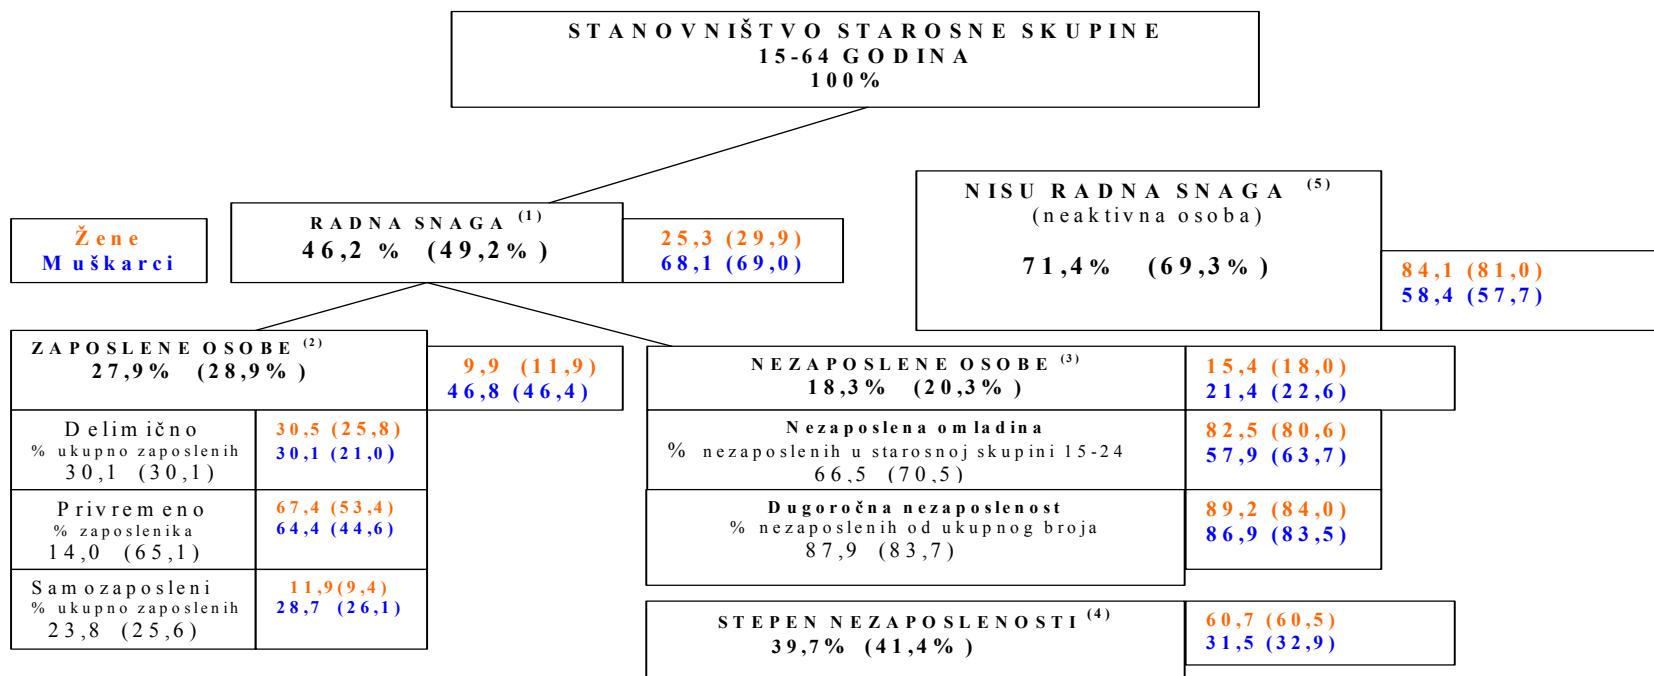 STANOVNIŠTVO STAROSNE SKUPINE
15-64 GODINA
100%
Žene
Muškarci
RADNA SNAGA (1)
46,2 % (49,2%)
25,3 (29,9)
68,1 (69,0)
NISU RADNA SNAGA (5)
(neaktivna osoba)
71,4% (69,3%)
84,1 (81,0)
58,4 (57,7)
ZAPOSLENE OSOBE (2)
27,9% (28,9%)
9,9 (11,9)
46,8 (46,4)
NEZAPOSLENE OSOBE (3)
18,3% (20,3%)
15,4 (18,0)
21,4 (22,6)
Delimično
% ukupno zaposlenih
30,1 (30,1)
30,5 (25,8)
30,1 (21,0)
Nezaposlena omladina
% nezaposlenih u starosnoj skupini 15-24
66,5 (70,5)
82,5 (80,6)
57,9 (63,7)
Privremeno
% zaposlenika
14,0 (65,1)
67,4 (53,4)
64,4 (44,6)
Dugoročna nezaposlenost
% nezaposlenih od ukupnog broja
87,9 (83,7)
89,2 (84,0)
86,9 (83,5)
Samozaposleni
% ukupno zaposlenih
23,8 (25,6)
11,9(9,4)
28,7 (26,1)
STEPEN NEZAPOSLENOSTI (4)
39,7% (41,4%)
60,7 (60,5)
31,5 (32,9)